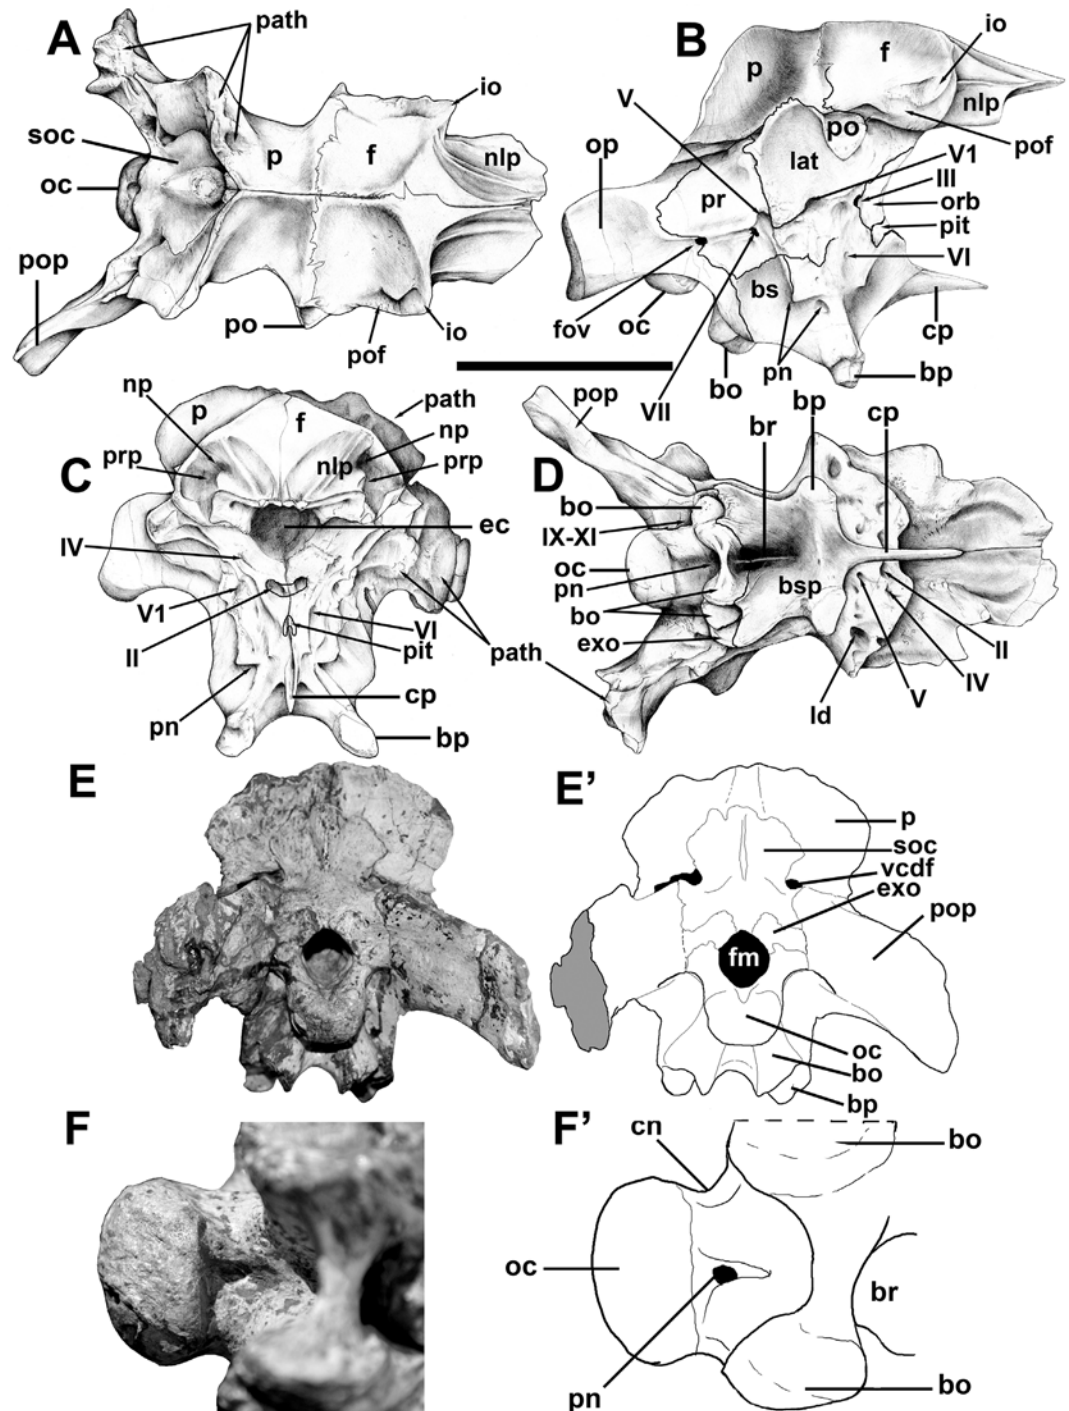 A
path
soc
oc
pop
p
f
io
nlp
po
pof
io
B
io
p
f
V
nlp
po
pof
op
lat
V1
III
orb
pit
pr
VI
bs
fov
oc
bo
VII
pn
cp
bp
C
np
p
f
path
np
prp
nlp
prp
ec
IV
V1
II
VI
pit
path
pn
cp
bp
D
pop
br
bp
cp
bo
IX-XI
oc
pn
bsp
bo
exo
ld
V
IV
II
E
E'
p
soc
vcdf
exo
pop
fm
oc
bo
bp
F
F'
cn
bo
oc
br
pn
bo